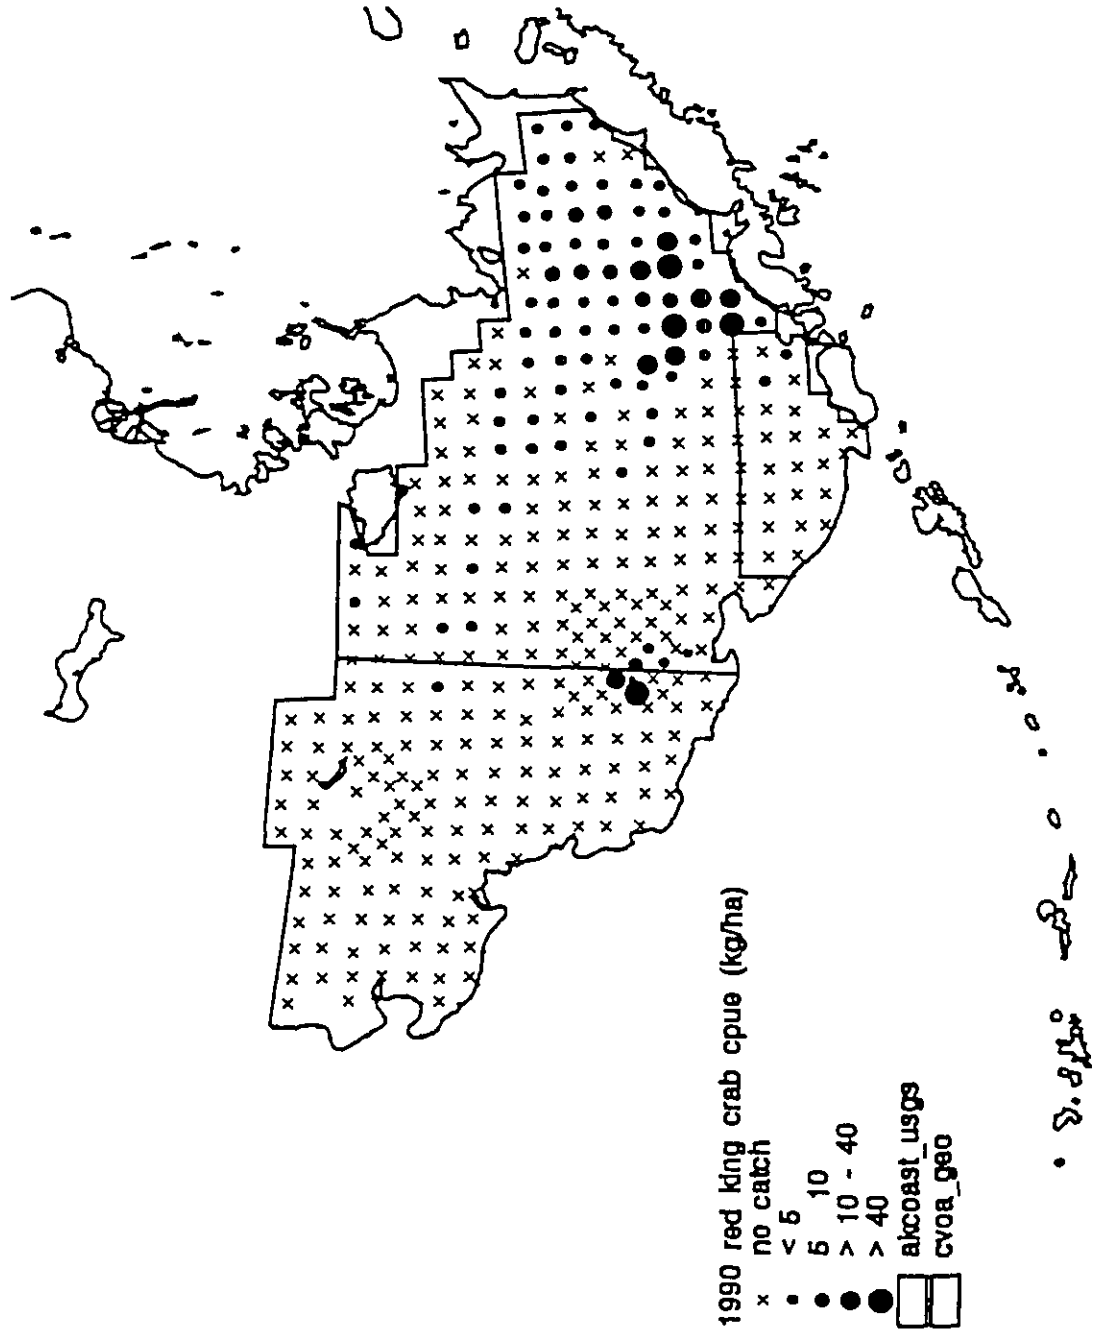 1990 red king crab cpue (kg/ha)
x no catch
< 5
5 10
> 10 - 40
> 40
akcoast_usgs
cvoa_geo